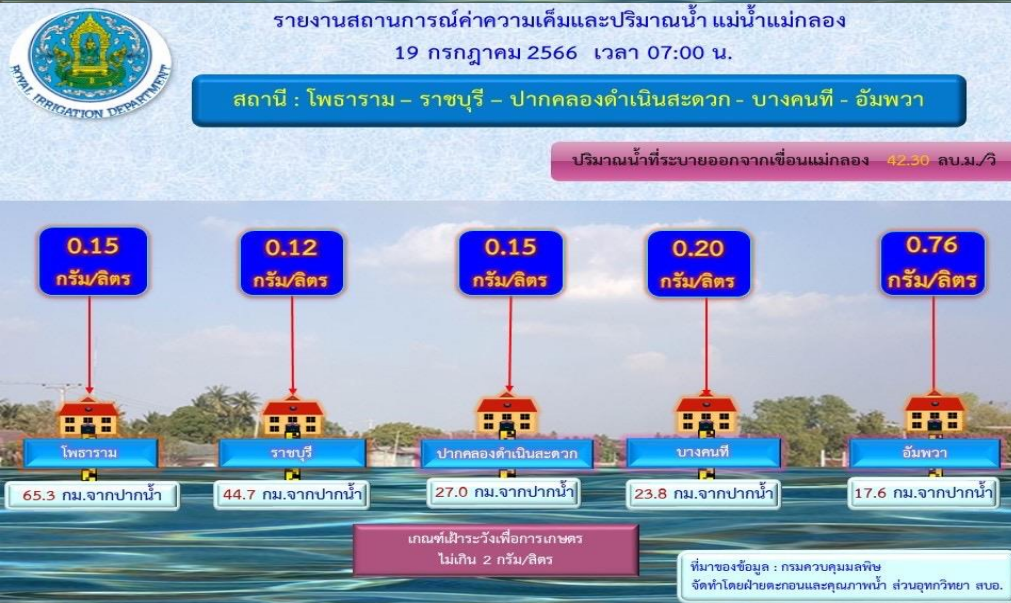 รายงานสถานการณ์ค่าความเค็มและปริมาณน้ำ แม่น้ำแม่กลอง
19 กรกฎาคม 2566 เวลา 07:00 น.
ROYAL IRRIGATION DEPARTMENT
สถานี : โพธาราม – ราชบุรี – ปากคลองดำเนินสะดวก - บางคนที - อัมพวา
ปริมาณน้ำที่ระบายออกจากเขื่อนแม่กลอง 42.30 ลบ.ม./วิ
0.15
กรัม/ลิตร
0.12
กรัม/ลิตร
0.15
กรัม/ลิตร
0.20
กรัม/ลิตร
0.76
กรัม/ลิตร
โพธาราม
ราชบุรี
ปากคลองดำเนินสะดวก
บางคนที
อัมพวา
65.3 กม.จากปากน้ำ
44.7 กม.จากปากน้ำ
27.0 กม.จากปากน้ำ
23.8 กม.จากปากน้ำ
17.6 กม.จากปากน้ำ
เกณฑ์เฝ้าระวังเพื่อการเกษตร
ไม่เกิน 2 กรัม/ลิตร
ที่มาของข้อมูล : กรมควบคุมมลพิษ
จัดทำโดยฝ่ายตะกอนและคุณภาพน้ำ ส่วนอุทกวิทยา สบอ.